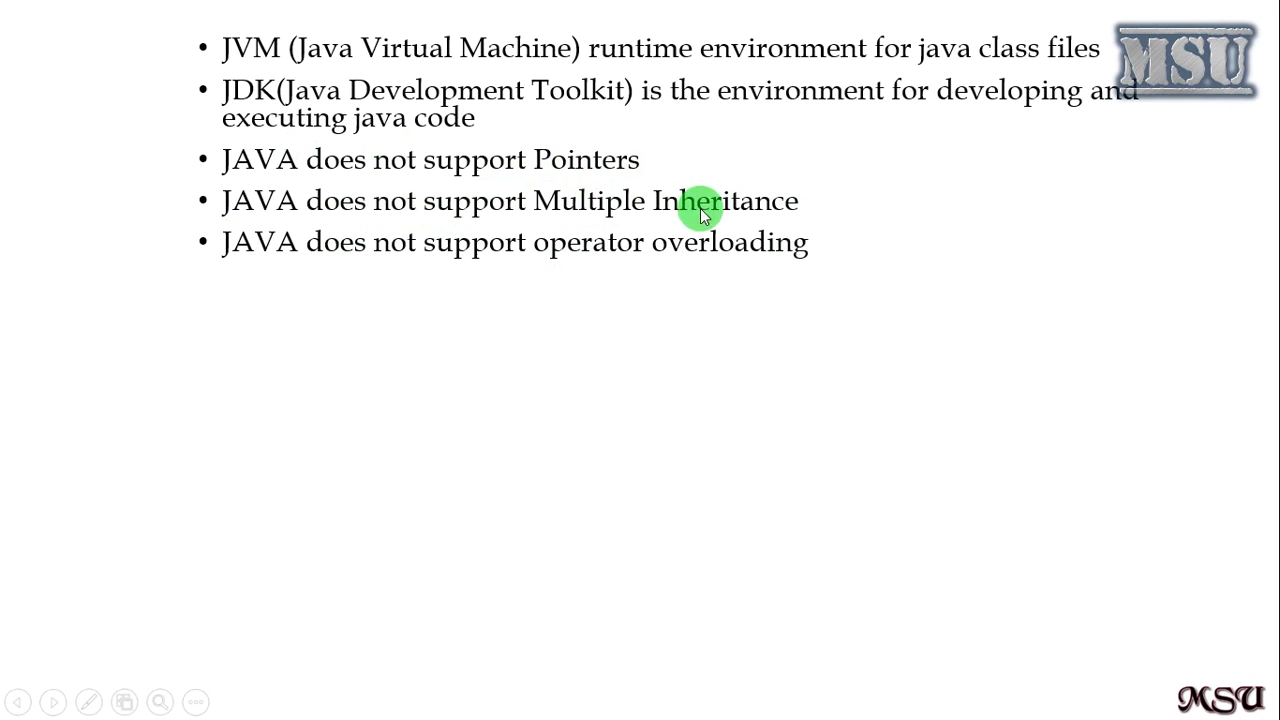 • JVM (Java Virtual Machine) runtime environment for java class files
MSU
• JDK(Java Development Toolkit) is the environment for developing and
executing java code
• JAVA does not support Pointers
• JAVA does not support Multiple Inheritance
• JAVA does not support operator overloading
MSU